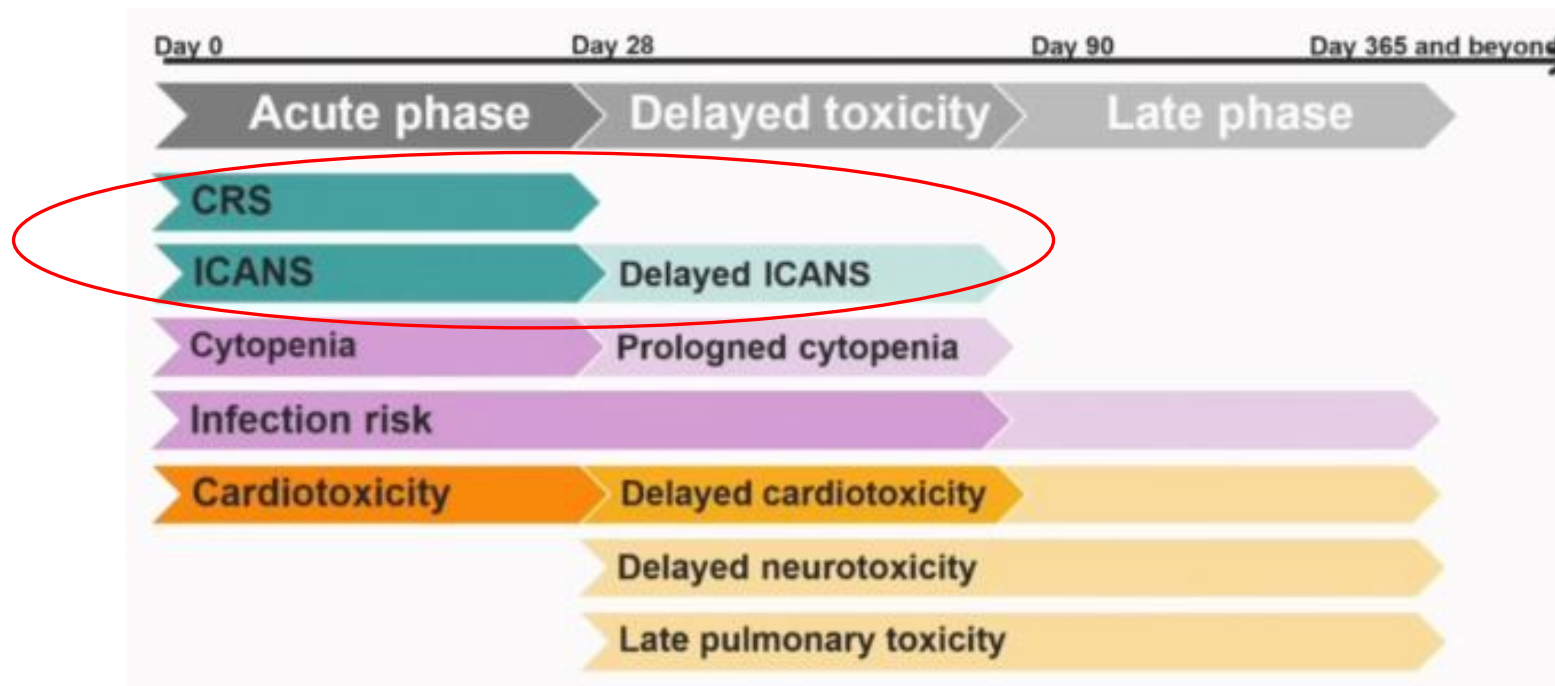 Day 0 Day 28 Day 90 Day 365 and beyond
Acute phase Delayed toxicity Late phase
CRS
ICANS Delayed ICANS
Cytopenia Prologned cytopenia
Infection risk
Cardiotoxicity Delayed cardiotoxicity
Delayed neurotoxicity
Late pulmonary toxicity